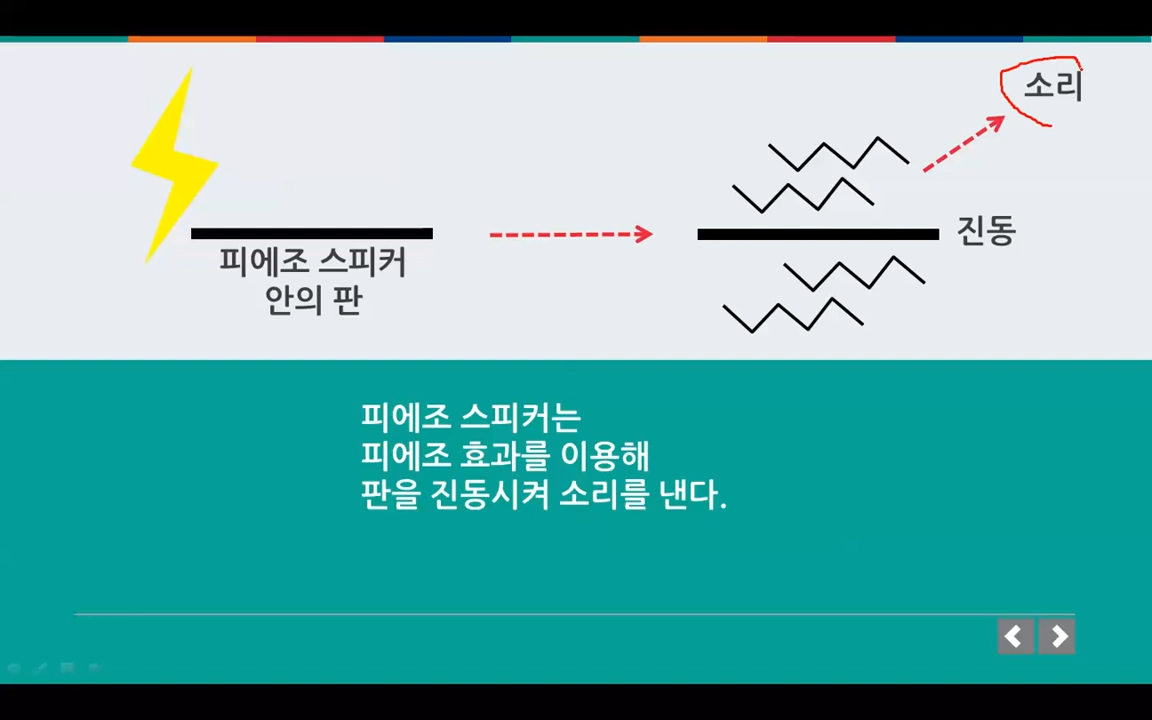 소리
진동
피에조 스피커
안의 판
피에조 스피커는
피에조 효과를 이용해
판을 진동시켜 소리를 낸다.